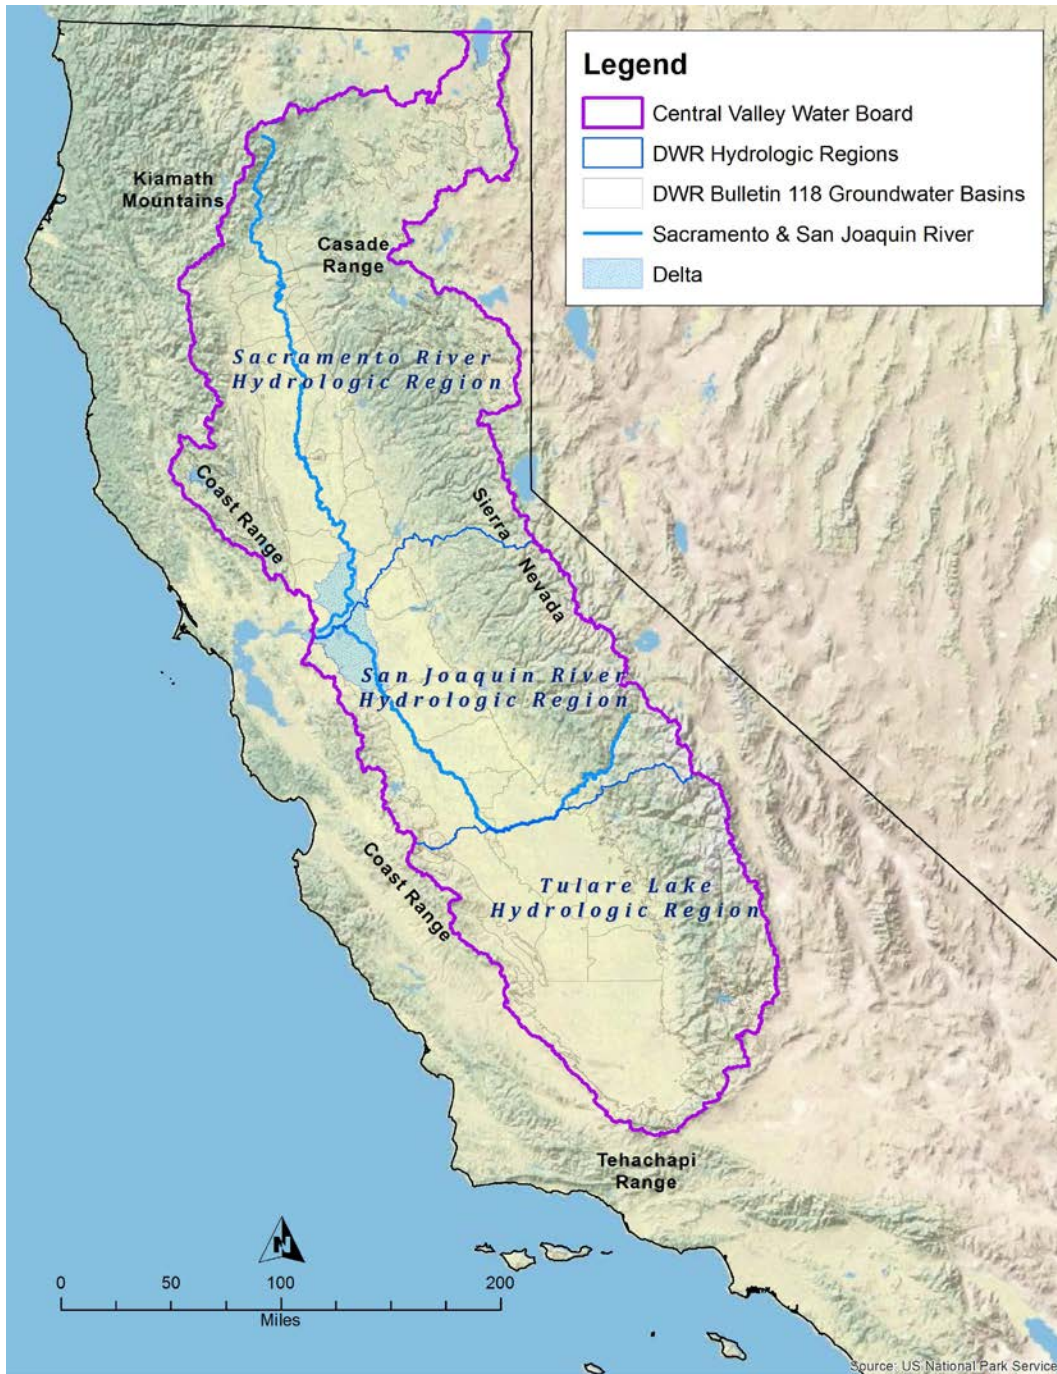 Legend
Central Valley Water Board
DWR Hydrologic Regions
DWR Bulletin 118 Groundwater Basins
Sacramento & San Joaquin River
Delta
Kiamath
Mountains
Casade
Range
Sacramento River
Hydrologic Region
Coast Range
Sierra Nevada
San Joaquin River
Hydrologic Region
Coast Range
Tulare Lake
Hydrologic Region
Tehachapi
Range
N
0 50 100 200
Miles
Source: US National Park Service